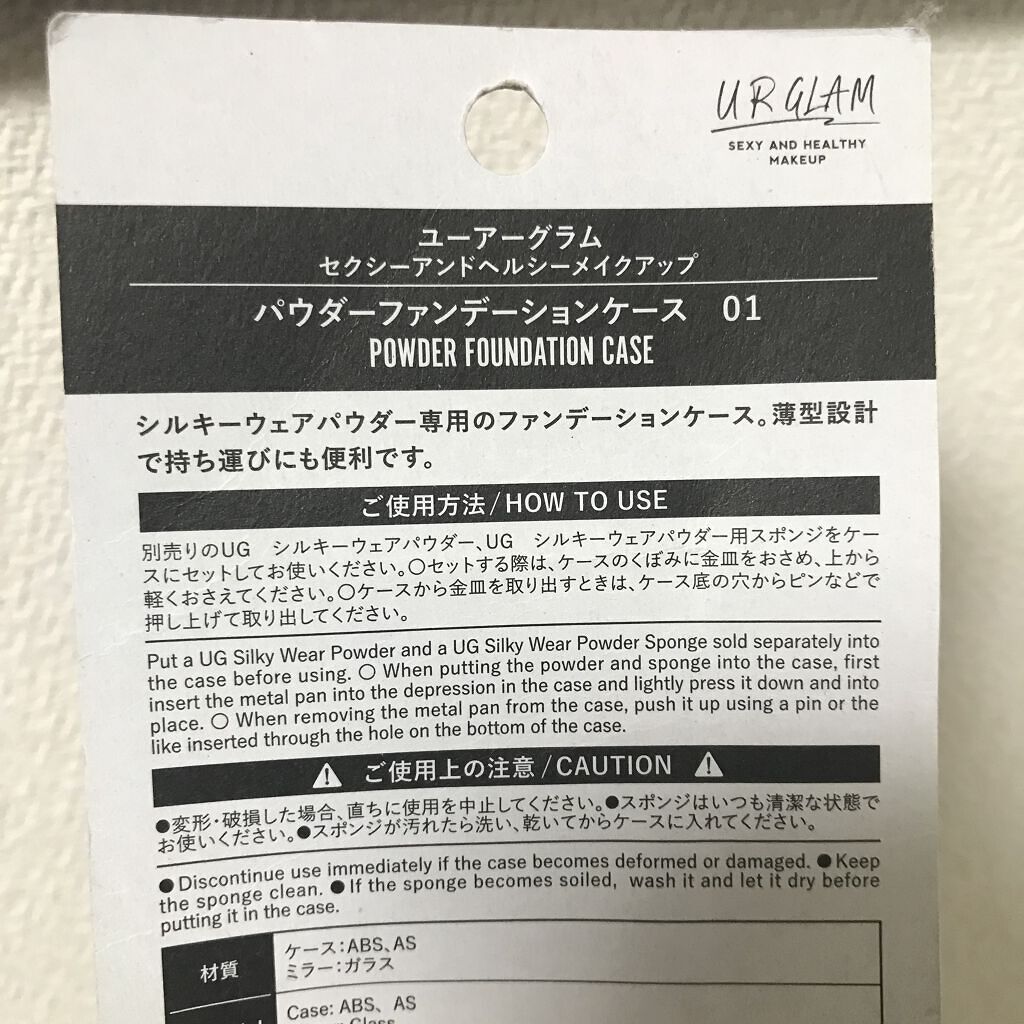 UR GLAM
SEXY AND HEALTHY
MAKEUP
ユーアーグラム
セクシーアンドヘルシーメイクアップ
パウダーファンデーションケース 01
POWDER FOUNDATION CASE
シルキーウェアパウダー専用のファンデーションケース。薄型設計
で持ち運びにも便利です。
ご使用方法/HOW TO USE
別売りのUG シルキーウェアパウダー、UG シルキーウェアパウダー用スポンジをケー
スにセットしてお使いください。○セットする際は、ケースのくぼみに金皿をおさめ、上から
軽くおさえてください。○ケースから金皿を取り出すときは、ケース底の穴からピンなどで
押し上げて取り出してください。
Put a UG Silky Wear Powder and a UG Silky Wear Powder Sponge sold separately into
the case before using. ○ When putting the powder and sponge into the case, first
insert the metal pan into the depression in the case and lightly press it down and into
place. ○ When removing the metal pan from the case, push it up using a pin or the
like inserted through the hole on the bottom of the case.
⚠ ご使用上の注意/CAUTION ⚠
●変形・破損した場合、直ちに使用を中止してください。●スポンジはいつも清潔な状態で
お使いください。●スポンジが汚れたら洗い、乾いてからケースに入れてください。
●Discontinue use immediately if the case becomes deformed or damaged. ●Keep
the sponge clean. ●If the sponge becomes soiled, wash it and let it dry before
putting it in the case.
材質
ケース:ABS、AS
ミラー:ガラス
Case: ABS、AS
Glass